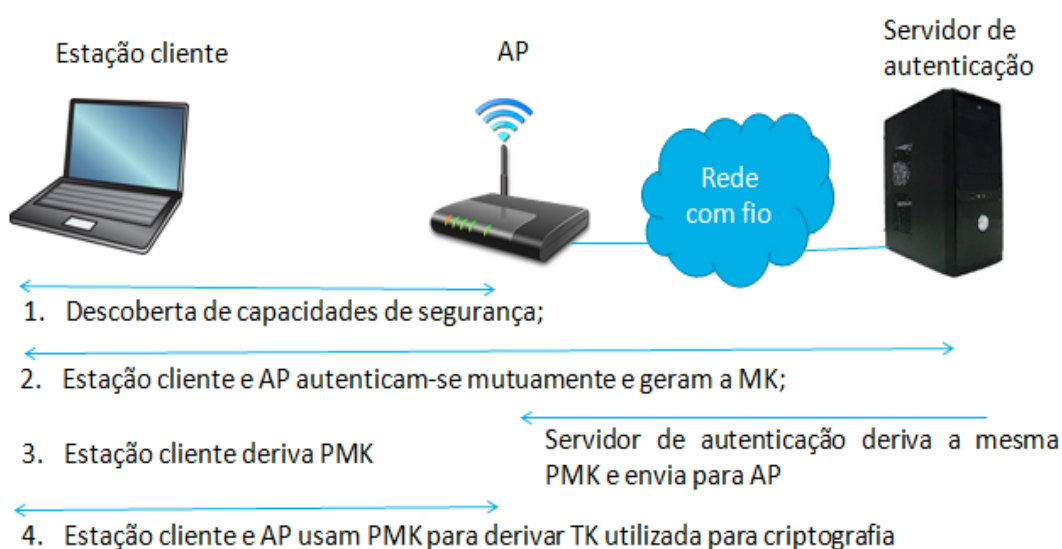 Estação cliente
AP
Servidor de
autenticação
Rede
com fio
1. Descoberta de capacidades de segurança;
2. Estação cliente e AP autenticam-se mutuamente e geram a MK;
3. Estação cliente deriva PMK
Servidor de autenticação deriva a mesma
PMK e envia para AP
4. Estação cliente e AP usam PMK para derivar TK utilizada para criptografia